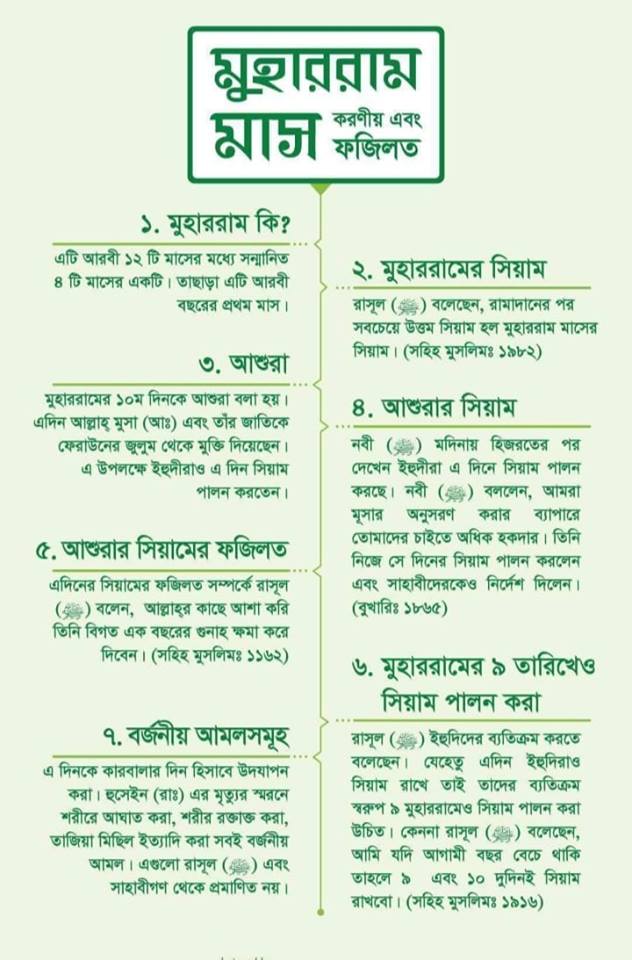 মুহাররাম
মাস
করণীয় এবং
ফজিলত
১. মুহাররাম কি?
এটি আরবী ১২ টি মাসের মধ্যে সন্মানিত
৪ টি মাসের একটি। তাছাড়া এটি আরবী
বছরের প্রথম মাস।
২. মুহাররামের সিয়াম
রাসূল (ﷺ) বলেছেন, রামাদানের পর
সবচেয়ে উত্তম সিয়াম হল মুহাররাম মাসের
সিয়াম। (সহিহ মুসলিমঃ ১৯৮২)
৩. আশুরা
মুহাররামের ১০ম দিনকে আশুরা বলা হয়।
এদিন আল্লাহ্ মুসা (আঃ) এবং তাঁর জাতিকে
ফেরাউনের জুলুম থেকে মুক্তি দিয়েছেন।
এ উপলক্ষে ইহুদীরাও এ দিন সিয়াম
পালন করতেন।
৪. আশুরার সিয়াম
নবী (ﷺ) মদিনায় হিজরতের পর
দেখেন ইহুদীরা এ দিনে সিয়াম পালন
করছে। নবী (ﷺ) বললেন, আমরা
মূসার অনুসরণ করার ব্যাপারে
তোমাদের চাইতে অধিক হকদার। তিনি
নিজে সে দিনের সিয়াম পালন করলেন
এবং সাহাবীদেরকেও নির্দেশ দিলেন।
(বুখারিঃ ১৮৬৫)
৫. আশুরার সিয়ামের ফজিলত
এদিনের সিয়ামের ফজিলত সম্পর্কে রাসূল
(ﷺ) বলেন, আল্লাহ্‌র কাছে আশা করি
তিনি বিগত এক বছরের গুনাহ ক্ষমা করে
দিবেন। (সহিহ মুসলিমঃ ১১৬২)
৬. মুহাররামের ৯ তারিখেও
সিয়াম পালন করা
রাসূল (ﷺ) ইহুদিদের ব্যতিক্রম করতে
বলেছেন। যেহেতু এদিন ইহুদিরাও
সিয়াম রাখে তাই তাদের ব্যতিক্রম
স্বরুপ ৯ মুহাররামেও সিয়াম পালন করা
উচিত। কেননা রাসূল (ﷺ) বলেছেন,
আমি যদি আগামী বছর বেচে থাকি
তাহলে ৯ এবং ১০ দুদিনই সিয়াম
রাখবো। (সহিহ মুসলিমঃ ১৯১৬)
৭. বর্জনীয় আমলসমূহ
এ দিনকে কারবালার দিন হিসাবে উদযাপন
করা। হুসেইন (রাঃ) এর মৃত্যুর স্মরনে
শরীরে আঘাত করা, শরীর রক্তাক্ত করা,
তাজিয়া মিছিল ইত্যাদি করা সবই বর্জনীয়
আমল। এগুলো রাসূল (ﷺ) এবং
সাহাবীগণ থেকে প্রমাণিত নয়।